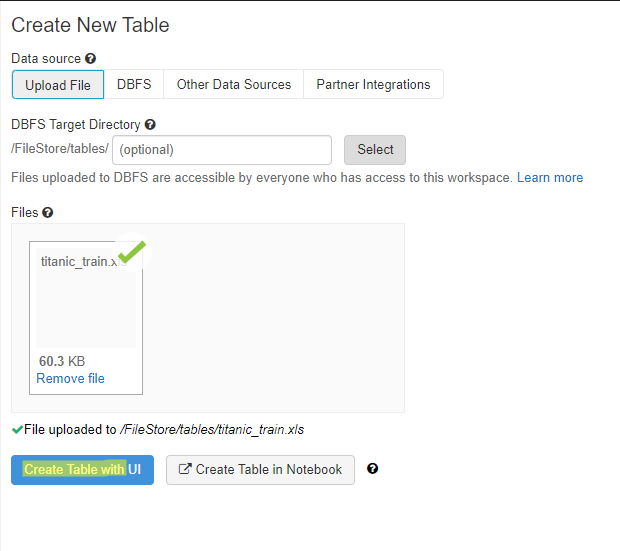 Create New Table
Data source
Upload File DBFS Other Data Sources Partner Integrations
DBFS Target Directory
/FileStore/tables/ (optional) Select
Files uploaded to DBFS are accessible by everyone who has access to this workspace. Learn more
Files
titanic_train.xls
60.3 KB
Remove file
File uploaded to /FileStore/tables/titanic_train.xls
Create Table with UI Create Table in Notebook